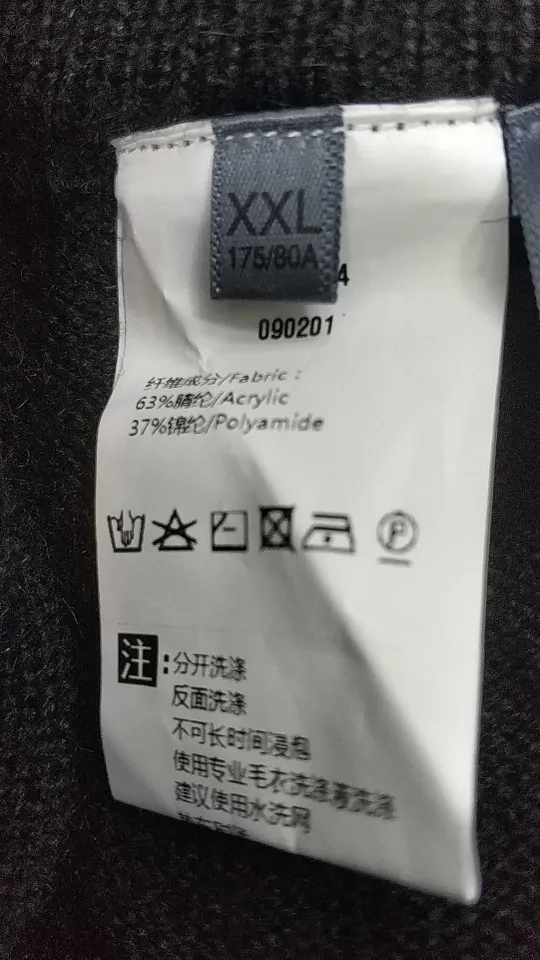 XXL
175/80A
4
090201
纤维成分/Fabric：
63%腈纶/Acrylic
37%锦纶/Polyamide
P
注：分开洗涤
反面洗涤
不可长时间浸泡
使用专业毛衣洗涤液洗涤
建议使用水洗网